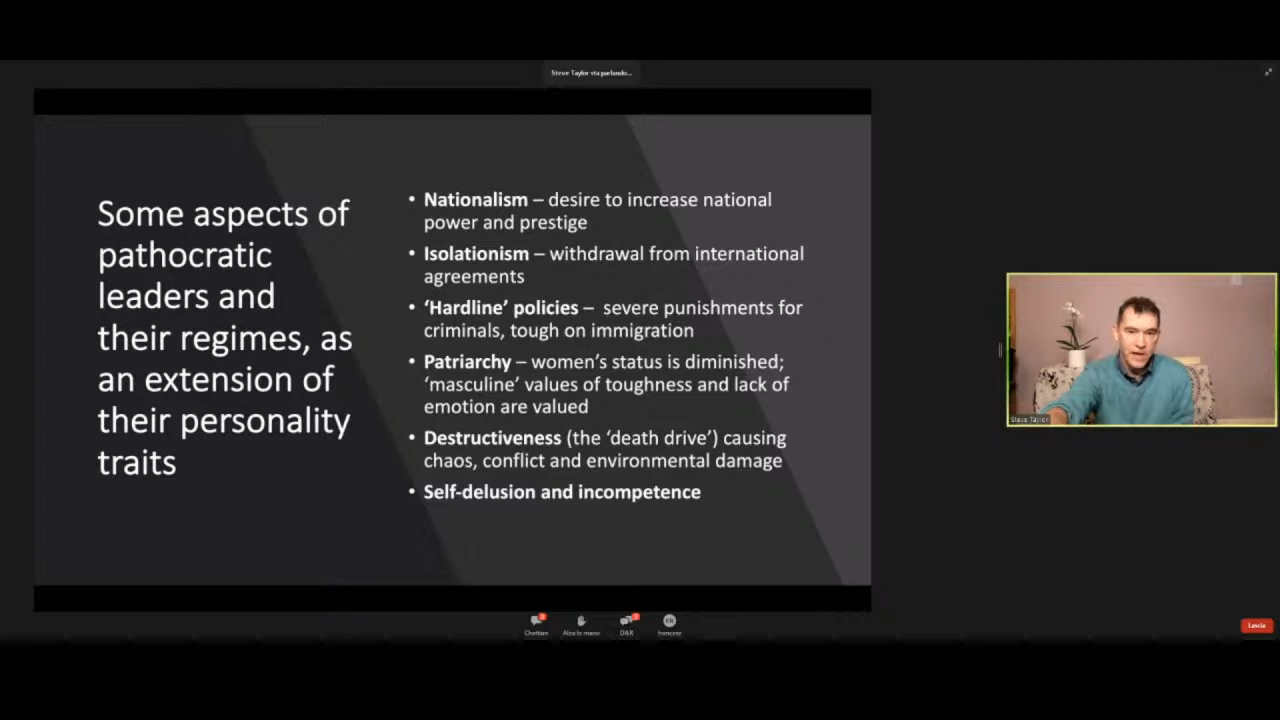 Steve Taylor sta parlando...
Some aspects of
pathocratic
leaders and
their regimes, as
an extension of
their personality
traits
• Nationalism – desire to increase national
power and prestige
• Isolationism – withdrawal from international
agreements
• ‘Hardline’ policies – severe punishments for
criminals, tough on immigration
• Patriarchy – women’s status is diminished;
‘masculine’ values of toughness and lack of
emotion are valued
• Destructiveness (the ‘death drive’) causing
chaos, conflict and environmental damage
• Self-delusion and incompetence
Steve Taylor
Alza la mano
D&R
francese
Lascia